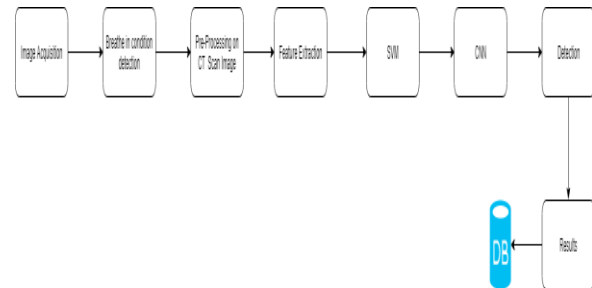 Image Acquisition
Breathe in condition
detection
Pre-Processing on
CT Scan Image
Feature Extraction
SVM
CNN
Detection
Results
DB